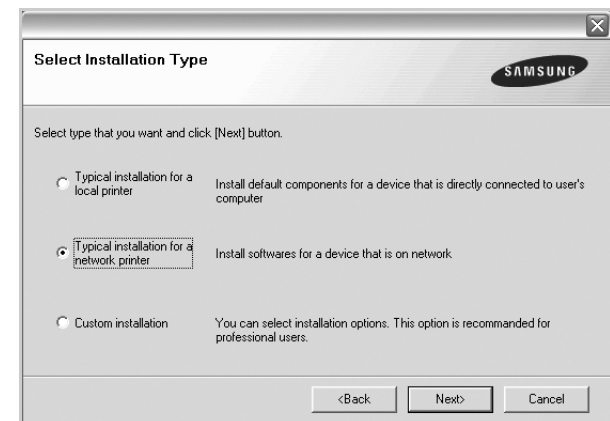 Select Installation Type
SAMSUNG
Select type that you want and click [Next] button.
Typical installation for a
local printer
Install default components for a device that is directly connected to user's
computer
Typical installation for a
network printer
Install softwares for a device that is on network
Custom installation
You can select installation options. This option is recommanded for
professional users.
<Back
Next>
Cancel